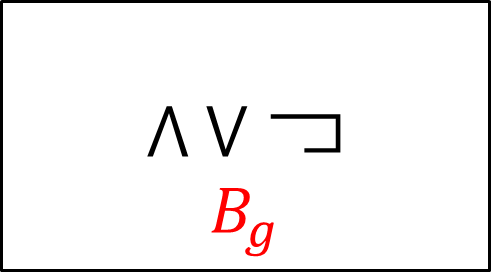 ∧ ∨ ⊐
B_g